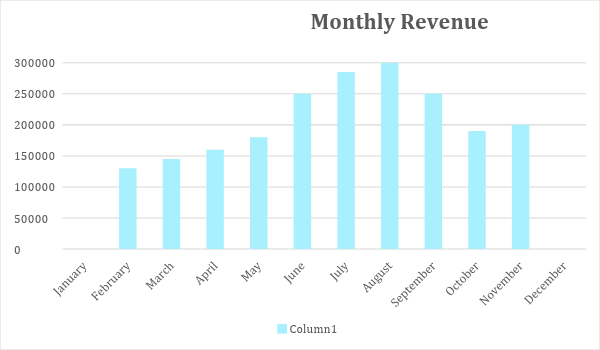 Monthly Revenue
300000
250000
200000
150000
100000
50000
0
January
February
March
April
May
June
July
August
September
October
November
December
Column1